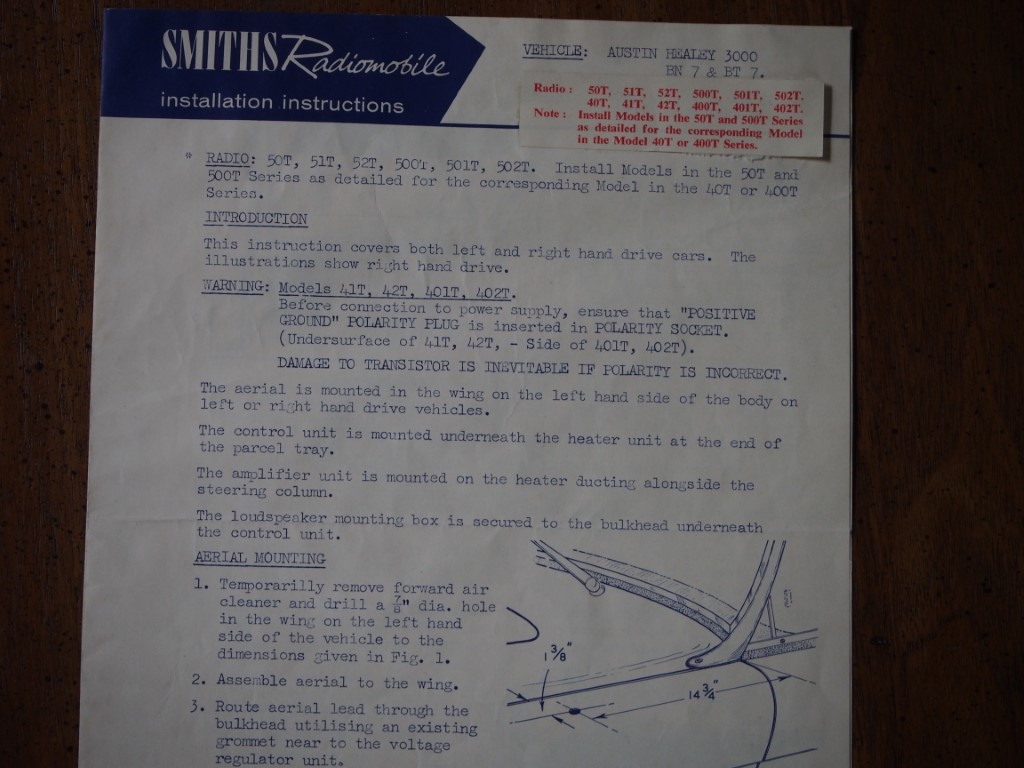 SMITHS Radiomobile
installation instructions
VEHICLE: AUSTIN HEALEY 3000
BN 7 & BT 7.
Radio : 50T, 51T, 52T, 500T, 501T, 502T.
40T, 41T, 42T, 400T, 401T, 402T.
Note : Install Models in the 50T and 500T Series
as detailed for the corresponding Model
in the Model 40T or 400T Series.
* RADIO: 50T, 51T, 52T, 500T, 501T, 502T. Install Models in the 50T and
500T Series as detailed for the corresponding Model in the 40T or 400T
Series.
INTRODUCTION
This instruction covers both left and right hand drive cars. The
illustrations show right hand drive.
WARNING: Models 41T, 42T, 401T, 402T.
Before connection to power supply, ensure that "POSITIVE
GROUND" POLARITY PLUG is inserted in POLARITY SOCKET.
(Undersurface of 41T, 42T, - Side of 401T, 402T).
DAMAGE TO TRANSISTOR IS INEVITABLE IF POLARITY IS INCORRECT.
The aerial is mounted in the wing on the left hand side of the body on
left or right hand drive vehicles.
The control unit is mounted underneath the heater unit at the end of
the parcel tray.
The amplifier unit is mounted on the heater ducting alongside the
steering column.
The loudspeaker mounting box is secured to the bulkhead underneath
the control unit.
AERIAL MOUNTING
1. Temporarilly remove forward air
cleaner and drill a 7/8" dia. hole
in the wing on the left hand
side of the vehicle to the
dimensions given in Fig. 1.
2. Assemble aerial to the wing.
3. Route aerial lead through the
bulkhead utilising an existing
grommet near to the voltage
regulator unit.
1 3/8"
14 3/4"